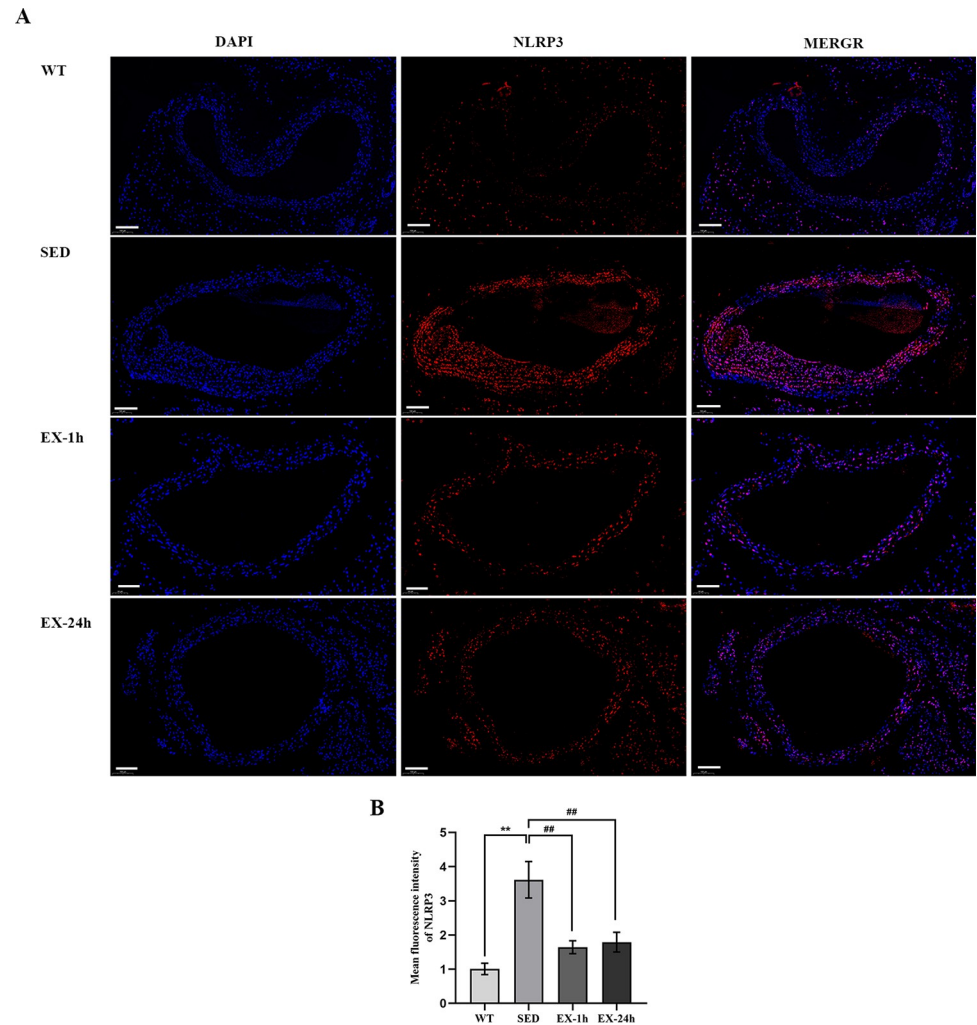 A
DAPI NLRP3 MERGR
WT
SED
EX-1h
EX-24h
B
Mean fluorescence intensity
of NLRP3
5
4
3
2
1
0
**
##
##
WT SED EX-1h EX-24h